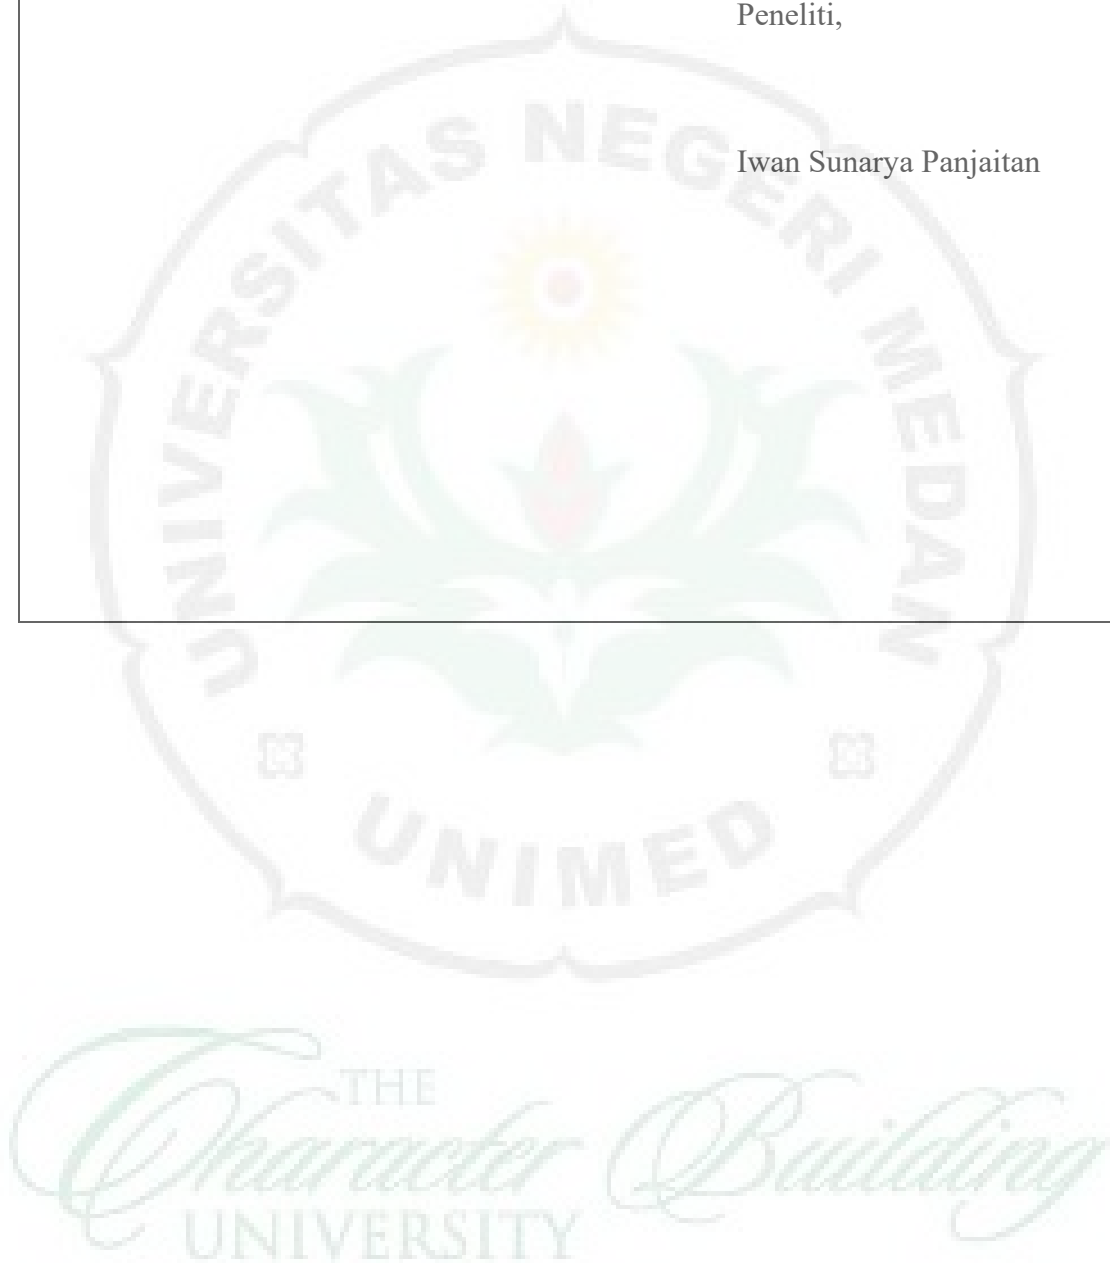 Peneliti,
Iwan Sunarya Panjaitan
UNIVERSITAS NEGERI MEDAN
UNIMED
THE
Character Building
UNIVERSITY